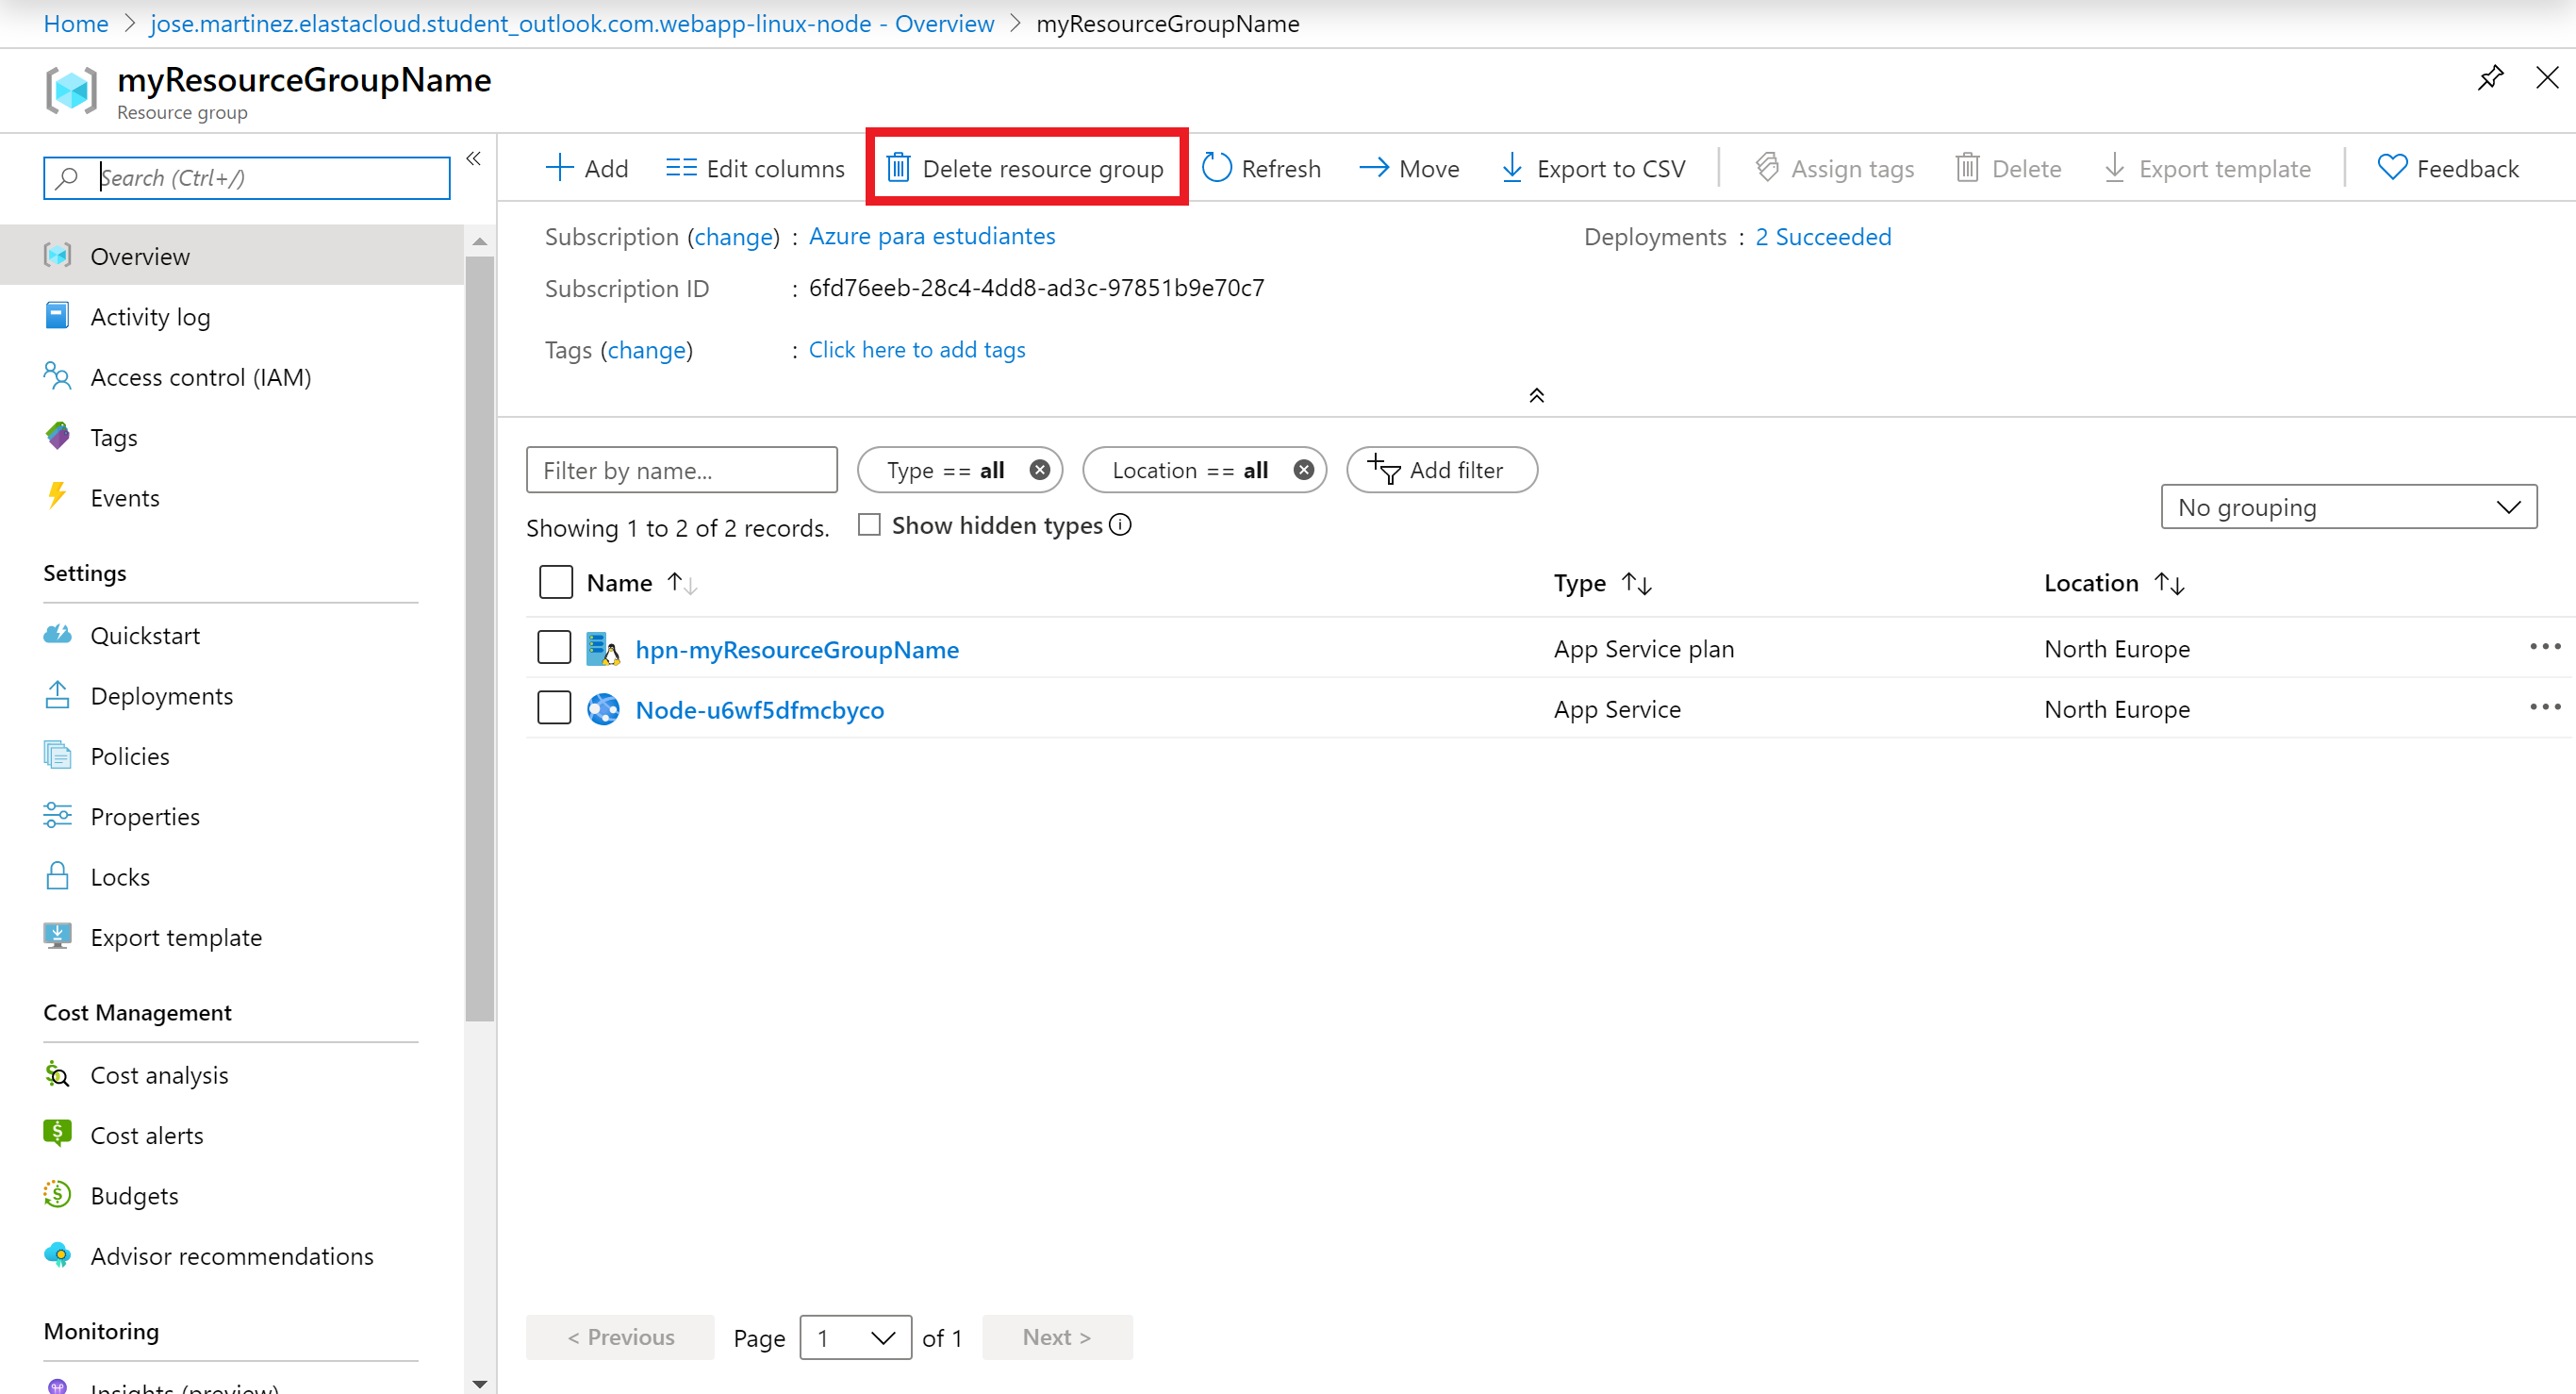 Home > jose.martinez.elastacloud.student_outlook.com.webapp-linux-node - Overview > myResourceGroupName
myResourceGroupName
Resource group
Search (Ctrl+/)
Add Edit columns Delete resource group Refresh Move Export to CSV Assign tags Delete Export template Feedback
Subscription (change) : Azure para estudiantes Deployments : 2 Succeeded
Subscription ID : 6fd76eeb-28c4-4dd8-ad3c-97851b9e70c7
Tags (change) : Click here to add tags
Overview
Activity log
Access control (IAM)
Tags
Events
Settings
Quickstart
Deployments
Policies
Properties
Locks
Export template
Cost Management
Cost analysis
Cost alerts
Budgets
Advisor recommendations
Monitoring
Insights (preview)
Filter by name... Type == all Location == all Add filter
No grouping
Showing 1 to 2 of 2 records. Show hidden types
Name Type Location
hpn-myResourceGroupName App Service plan North Europe
Node-u6wf5dfmcbyco App Service North Europe
< Previous Page 1 of 1 Next >